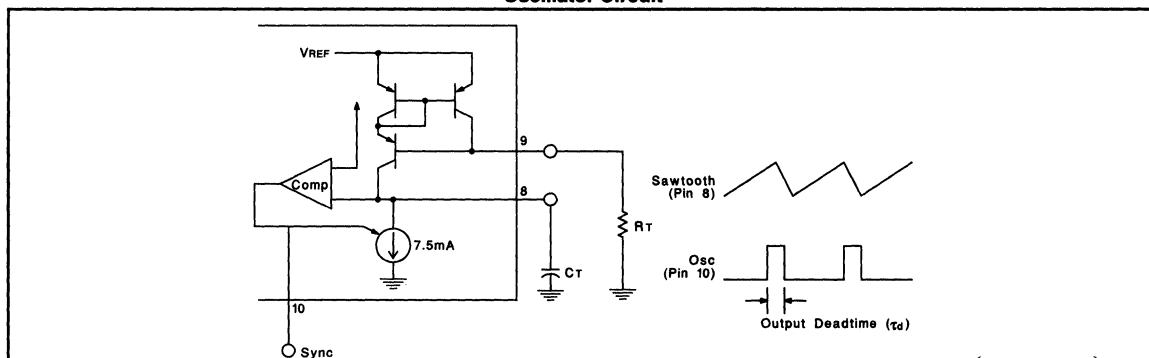 Oscillator Circuit
VREF
9
Comp
8
7.5mA
RT
CT
10
Sync
Sawtooth
(Pin 8)
Osc
(Pin 10)
Output Deadtime (τd)